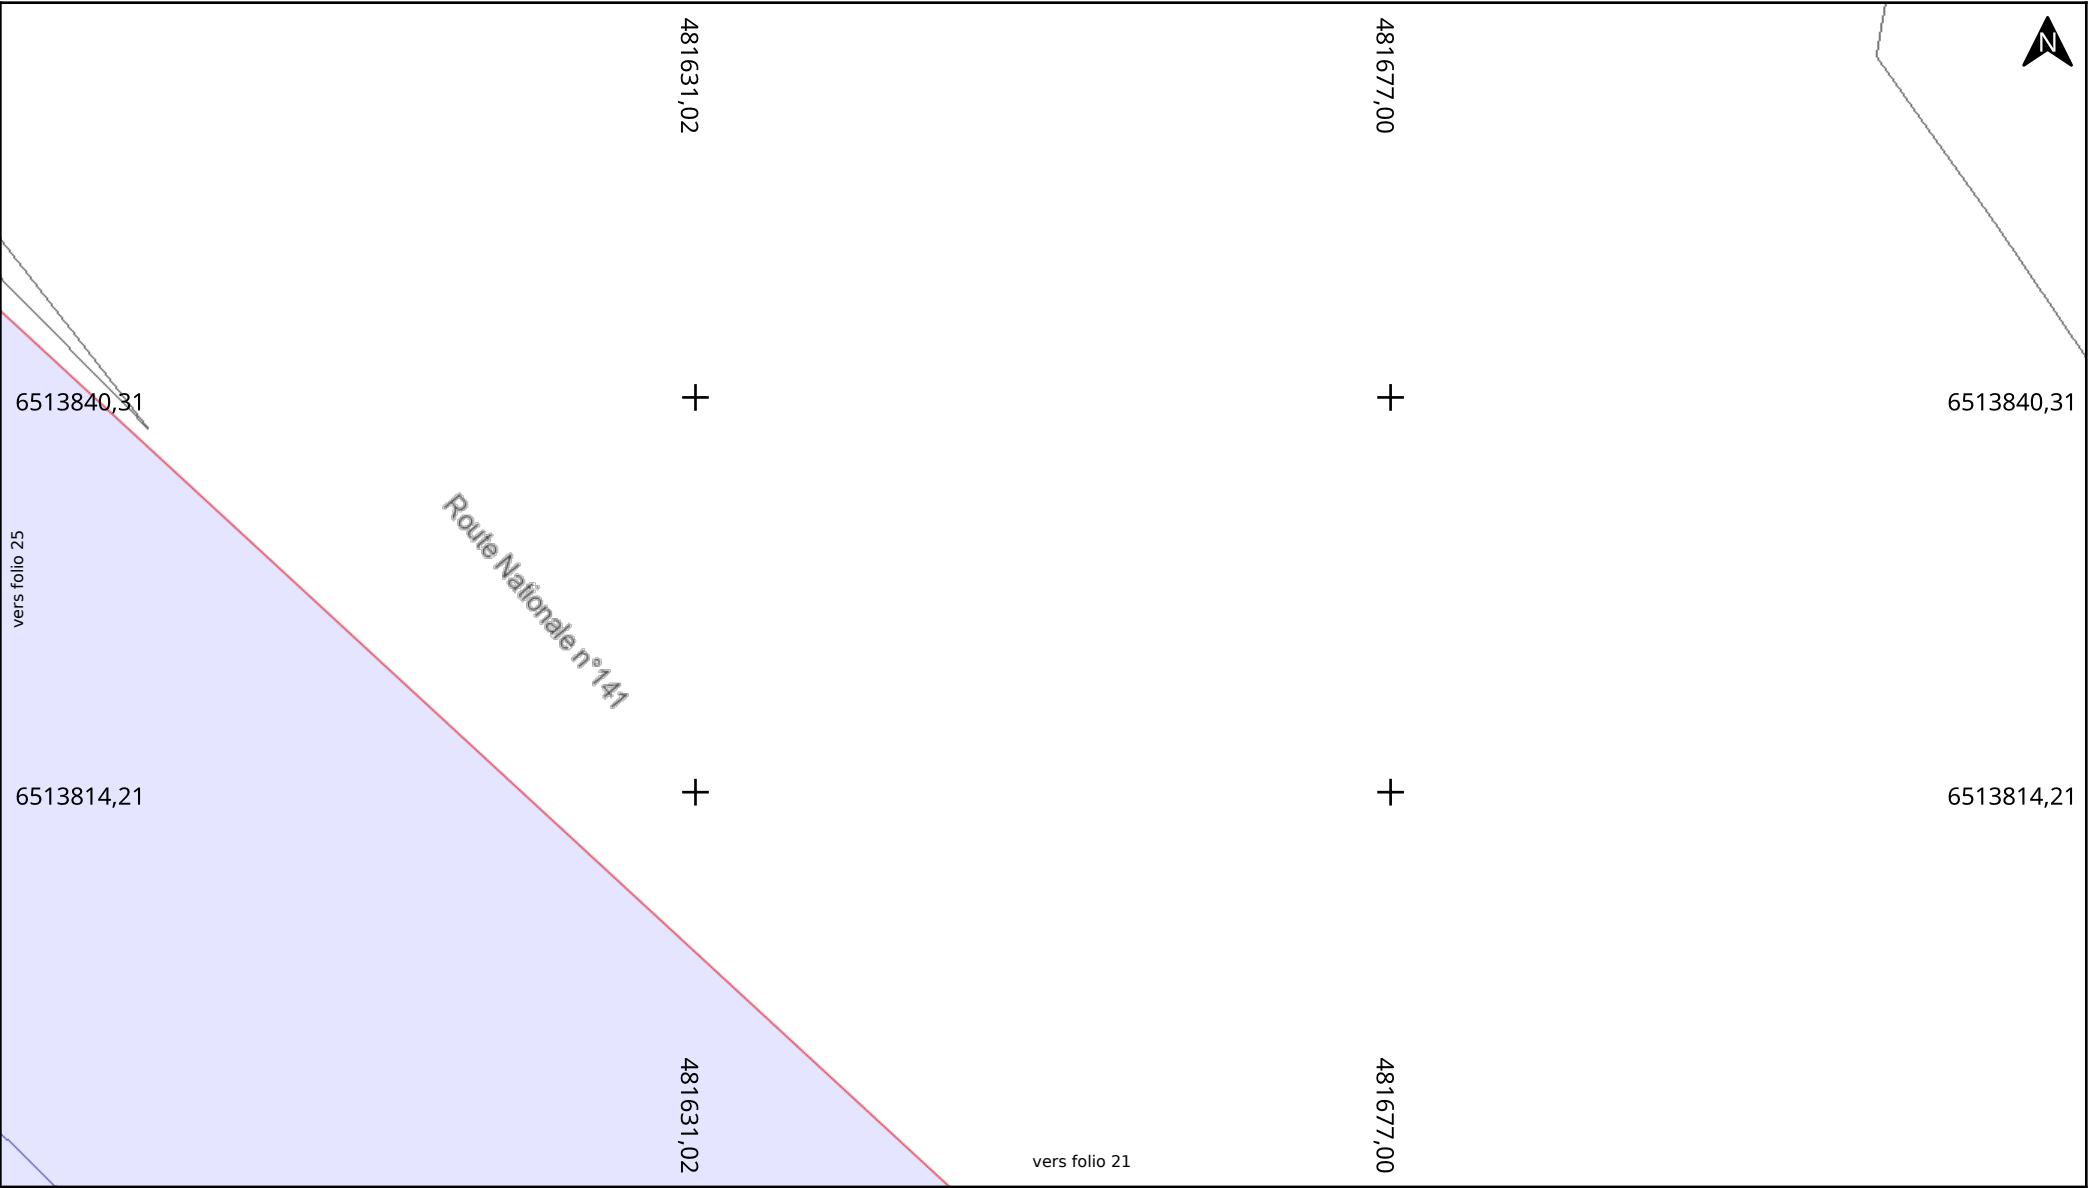 481631,02
481677,00
N
6513840,31
6513840,31
Route Nationale n°141
vers folio 25
6513814,21
6513814,21
481631,02
481677,00
vers folio 21